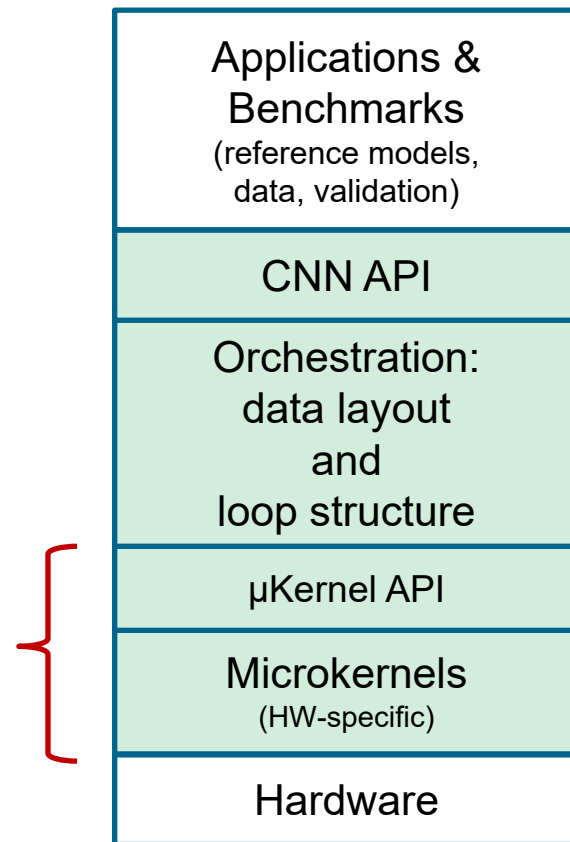 Applications &
Benchmarks
(reference models,
data, validation)
CNN API
Orchestration:
data layout
and
loop structure
µKernel API
Microkernels
(HW-specific)
Hardware